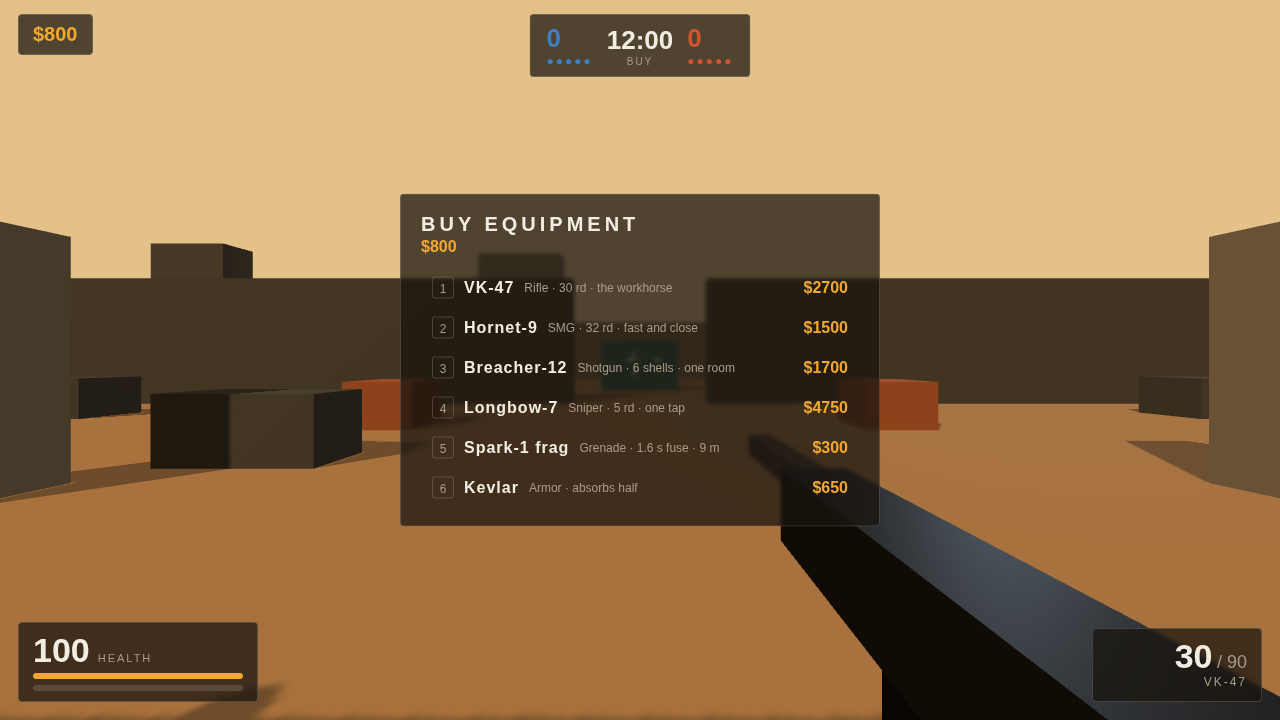 $800
0 12:00 0
BUY
BUY EQUIPMENT
$800
1 VK-47 Rifle · 30 rd · the workhorse $2700
2 Hornet-9 SMG · 32 rd · fast and close $1500
3 Breacher-12 Shotgun · 6 shells · one room $1700
4 Longbow-7 Sniper · 5 rd · one tap $4750
5 Spark-1 frag Grenade · 1.6 s fuse · 9 m $300
6 Kevlar Armor · absorbs half $650
100 HEALTH
30 / 90
VK-47